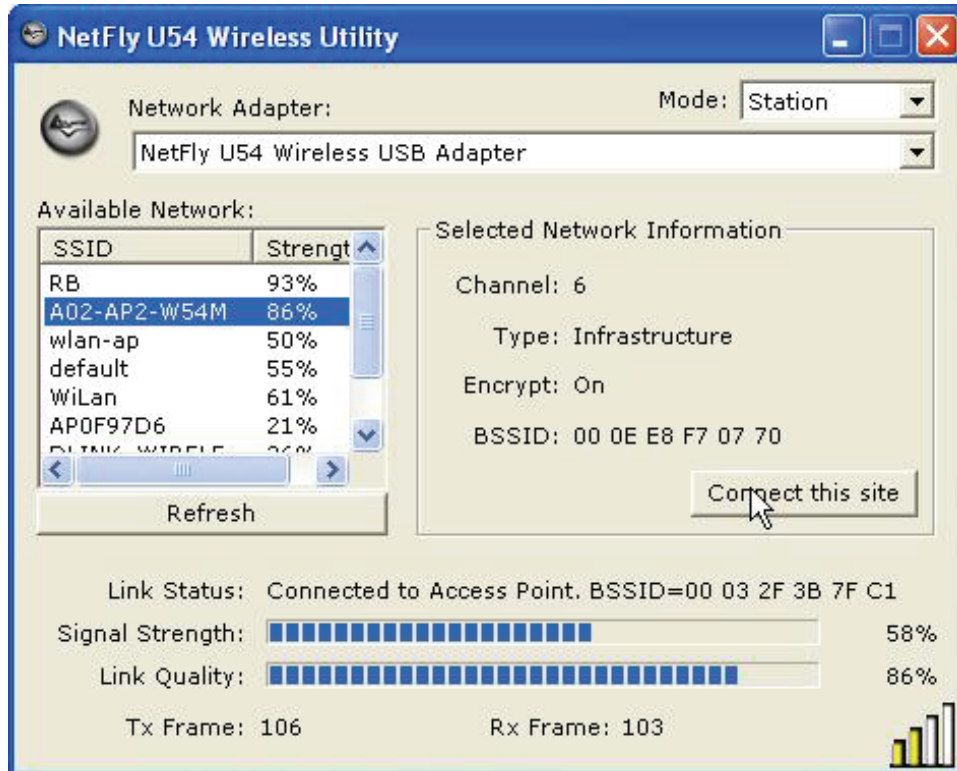 NetFly U54 Wireless Utility
Network Adapter:
Mode: Station
NetFly U54 Wireless USB Adapter
Available Network:
SSID Strengt
RB 93%
A02-AP2-W54M 86%
wlan-ap 50%
default 55%
WiLan 61%
AP0F97D6 21%
Refresh
Selected Network Information
Channel: 6
Type: Infrastructure
Encrypt: On
BSSID: 00 0E E8 F7 07 70
Connect this site
Link Status: Connected to Access Point. BSSID=00 03 2F 3B 7F C1
Signal Strength: 58%
Link Quality: 86%
Tx Frame: 106 Rx Frame: 103